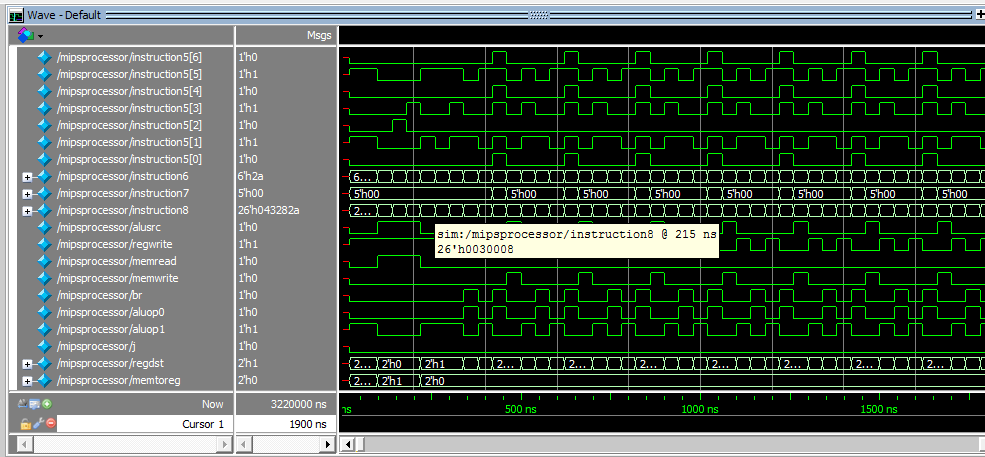 Wave - Default
Msgs
/mipsprocessor/instruction5[6] 1'h0
/mipsprocessor/instruction5[5] 1'h1
/mipsprocessor/instruction5[4] 1'h0
/mipsprocessor/instruction5[3] 1'h1
/mipsprocessor/instruction5[2] 1'h0
/mipsprocessor/instruction5[1] 1'h1
/mipsprocessor/instruction5[0] 1'h0
/mipsprocessor/instruction6 6'h2a 6...
/mipsprocessor/instruction7 5'h00 5'h00 5'h00 5'h00 5'h00 5'h00 5'h00 5'h00
/mipsprocessor/instruction8 26'h043282a 2...
/mipsprocessor/alusrc 1'h0
sim:/mipsprocessor/instruction8 @ 215 ns
/mipsprocessor/regwrite 1'h1
26'h0030008
/mipsprocessor/memread 1'h0
/mipsprocessor/memwrite 1'h0
/mipsprocessor/br 1'h0
/mipsprocessor/aluop0 1'h0
/mipsprocessor/aluop1 1'h1
/mipsprocessor/j 1'h0
/mipsprocessor/regdst 2'h1 2... 2'h0 2'h1 2... 2... 2... 2... 2... 2... 2...
/mipsprocessor/memtoreg 2'h0 2... 2'h1 2'h0
Now 3220000 ns ns 500 ns 1000 ns 1500 ns
Cursor 1 1900 ns